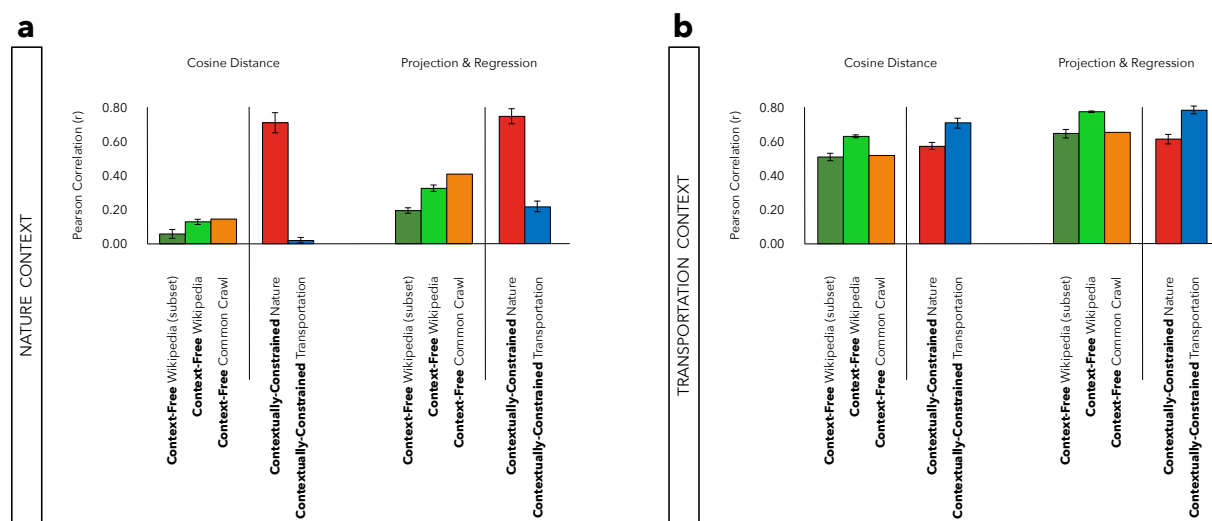 a
NATURE CONTEXT
Cosine Distance
Projection & Regression
Pearson Correlation (r)
0.80
0.60
0.40
0.20
0.00
Context-Free Wikipedia (subset)
Context-Free Wikipedia
Context-Free Common Crawl
Contextually-Constrained Nature
Contextually-Constrained Transportation
Context-Free Wikipedia (subset)
Context-Free Wikipedia
Context-Free Common Crawl
Contextually-Constrained Nature
Contextually-Constrained Transportation
b
TRANSPORTATION CONTEXT
Cosine Distance
Projection & Regression
Pearson Correlation (r)
0.80
0.60
0.40
0.20
0.00
Context-Free Wikipedia (subset)
Context-Free Wikipedia
Context-Free Common Crawl
Contextually-Constrained Nature
Contextually-Constrained Transportation
Context-Free Wikipedia (subset)
Context-Free Wikipedia
Context-Free Common Crawl
Contextually-Constrained Nature
Contextually-Constrained Transportation